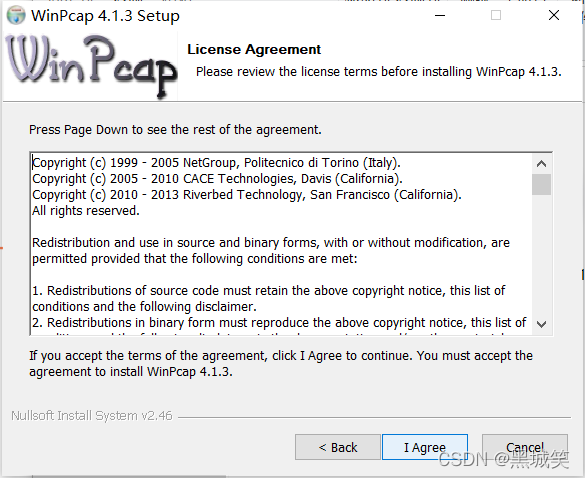 WinPcap 4.1.3 Setup
WinPcap
License Agreement
Please review the license terms before installing WinPcap 4.1.3.
Press Page Down to see the rest of the agreement.
Copyright (c) 1999 - 2005 NetGroup, Politecnico di Torino (Italy).
Copyright (c) 2005 - 2010 CACE Technologies, Davis (California).
Copyright (c) 2010 - 2013 Riverbed Technology, San Francisco (California).
All rights reserved.
Redistribution and use in source and binary forms, with or without modification, are
permitted provided that the following conditions are met:
1. Redistributions of source code must retain the above copyright notice, this list of
conditions and the following disclaimer.
2. Redistributions in binary form must reproduce the above copyright notice, this list of
If you accept the terms of the agreement, click I Agree to continue. You must accept the
agreement to install WinPcap 4.1.3.
Nullsoft Install System v2.46
< Back
I Agree
Cancel
CSDN @黑城笑